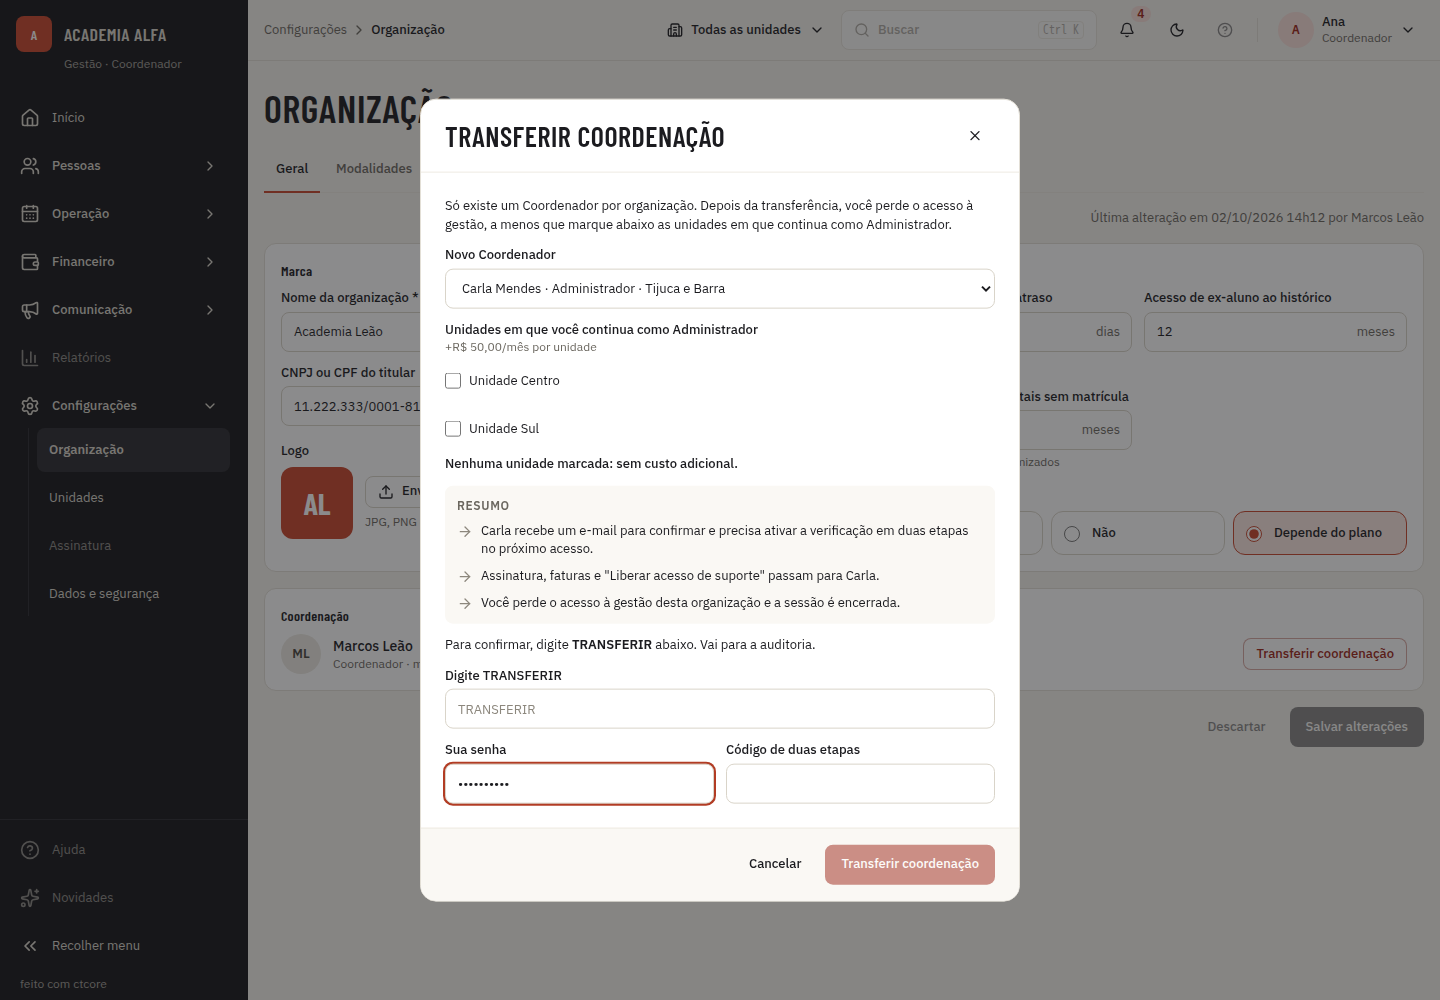 A
ACADEMIA ALFA
Gestão · Coordenador
Início
Pessoas
Operação
Financeiro
Comunicação
Relatórios
Configurações
Organização
Unidades
Assinatura
Dados e segurança
Ajuda
Novidades
Recolher menu
feito com ctcore
Configurações > Organização
Todas as unidades
Buscar
Ctrl K
4
A
Ana
Coordenador
Geral
Modalidades
Última alteração em 02/10/2026 14h12 por Marcos Leão
Marca
Nome da organização *
Academia Leão
CNPJ ou CPF do titular
11.222.333/0001-81
Logo
AL
JPG, PNG
dias
Acesso de ex-aluno ao histórico
12
meses
sem matrícula
meses
Não
Depende do plano
Coordenação
ML
Marcos Leão
Coordenador ·
Transferir coordenação
Descartar
Salvar alterações
TRANSFERIR COORDENAÇÃO
Só existe um Coordenador por organização. Depois da transferência, você perde o acesso à
gestão, a menos que marque abaixo as unidades em que continua como Administrador.
Novo Coordenador
Carla Mendes · Administrador · Tijuca e Barra
Unidades em que você continua como Administrador
+R$ 50,00/mês por unidade
Unidade Centro
Unidade Sul
Nenhuma unidade marcada: sem custo adicional.
RESUMO
Carla recebe um e-mail para confirmar e precisa ativar a verificação em duas etapas
no próximo acesso.
Assinatura, faturas e "Liberar acesso de suporte" passam para Carla.
Você perde o acesso à gestão desta organização e a sessão é encerrada.
Para confirmar, digite TRANSFERIR abaixo. Vai para a auditoria.
Digite TRANSFERIR
TRANSFERIR
Sua senha
Código de duas etapas
••••••••••
Cancelar
Transferir coordenação